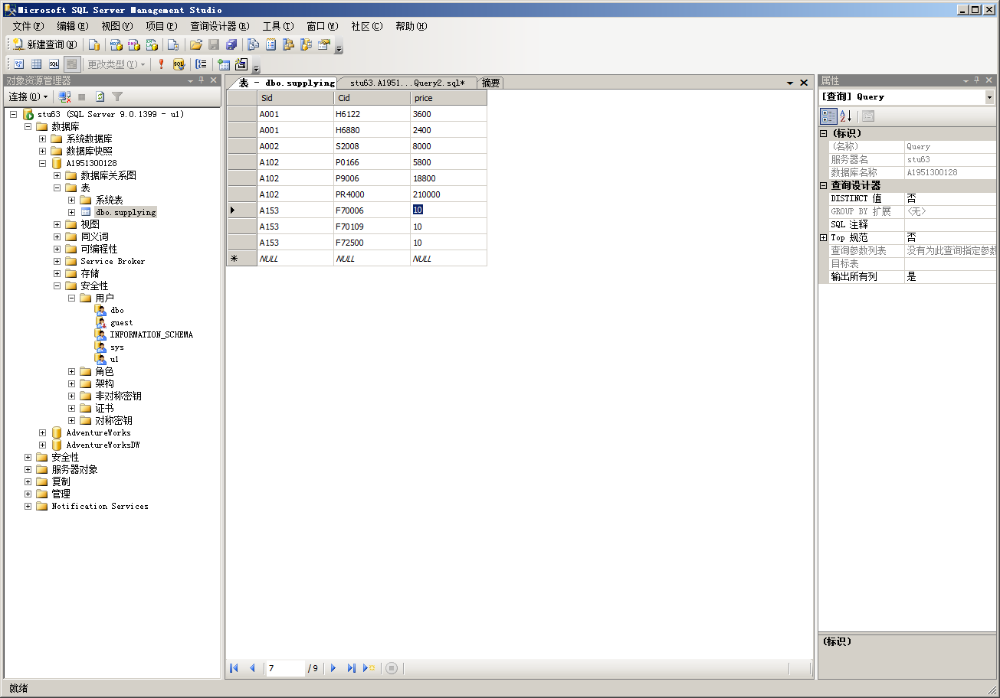 Microsoft SQL Server Management Studio
文件(F) 编辑(E) 视图(V) 项目(P) 查询设计器(R) 工具(T) 窗口(W) 社区(C) 帮助(H)
新建查询(N)
更改类型(Y)
对象资源管理器
连接(O)
stu63 (SQL Server 9.0.1399 - u1)
数据库
系统数据库
数据库快照
A1951300128
数据库关系图
表
系统表
dbo.supplying
视图
同义词
可编程性
Service Broker
存储
安全性
用户
dbo
guest
INFORMATION_SCHEMA
sys
u1
角色
架构
非对称密钥
证书
对称密钥
AdventureWorks
AdventureWorksDW
安全性
服务器对象
复制
管理
Notification Services
表 - dbo.supplying stu63.A1951...Query2.sql* 摘要
Sid Cid price
A001 H6122 3600
A001 H6880 2400
A002 S2008 8000
A102 P0166 5800
A102 P9006 18800
A102 PR4000 210000
A153 F70006 10
A153 F70109 10
A153 F72500 10
NULL NULL NULL
7 / 9
属性
[查询] Query
(标识)
(名称) Query
服务器名 stu63
数据库名称 A1951300128
查询设计器
DISTINCT 值 否
GROUP BY 扩展 <无>
SQL 注释
Top 规范 否
查询参数列表 没有为此查询指定参数
目标表
输出所有列 是
(标识)
就绪